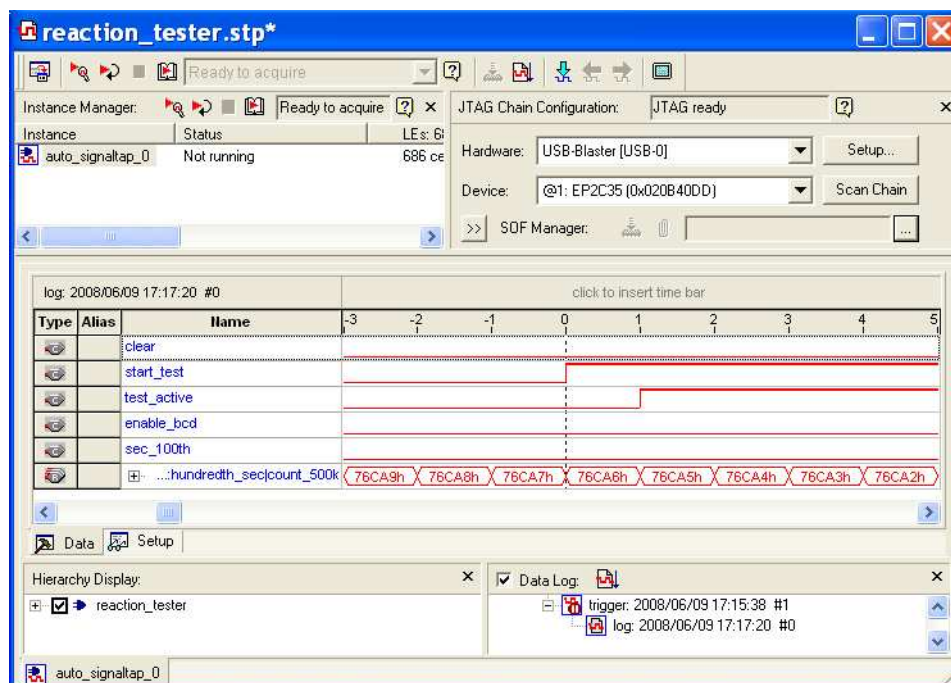 reaction_tester.stp*
Ready to acquire
Instance Manager: Ready to acquire
Instance Status LEs: 68
auto_signaltap_0 Not running 686 ce
JTAG Chain Configuration: JTAG ready
Hardware: USB-Blaster [USB-0] Setup...
Device: @1: EP2C35 (0x020B40DD) Scan Chain
>> SOF Manager: ...
log: 2008/06/09 17:17:20 #0 click to insert time bar
Type Alias Name -3 -2 -1 0 1 2 3 4 5
clear
start_test
test_active
enable_bcd
sec_100th
...:hundredth_sec|count_500k 76CA9h 76CA8h 76CA7h 76CA6h 76CA5h 76CA4h 76CA3h 76CA2h
Data Setup
Hierarchy Display:
reaction_tester
Data Log:
trigger: 2008/06/09 17:15:38 #1
log: 2008/06/09 17:17:20 #0
auto_signaltap_0